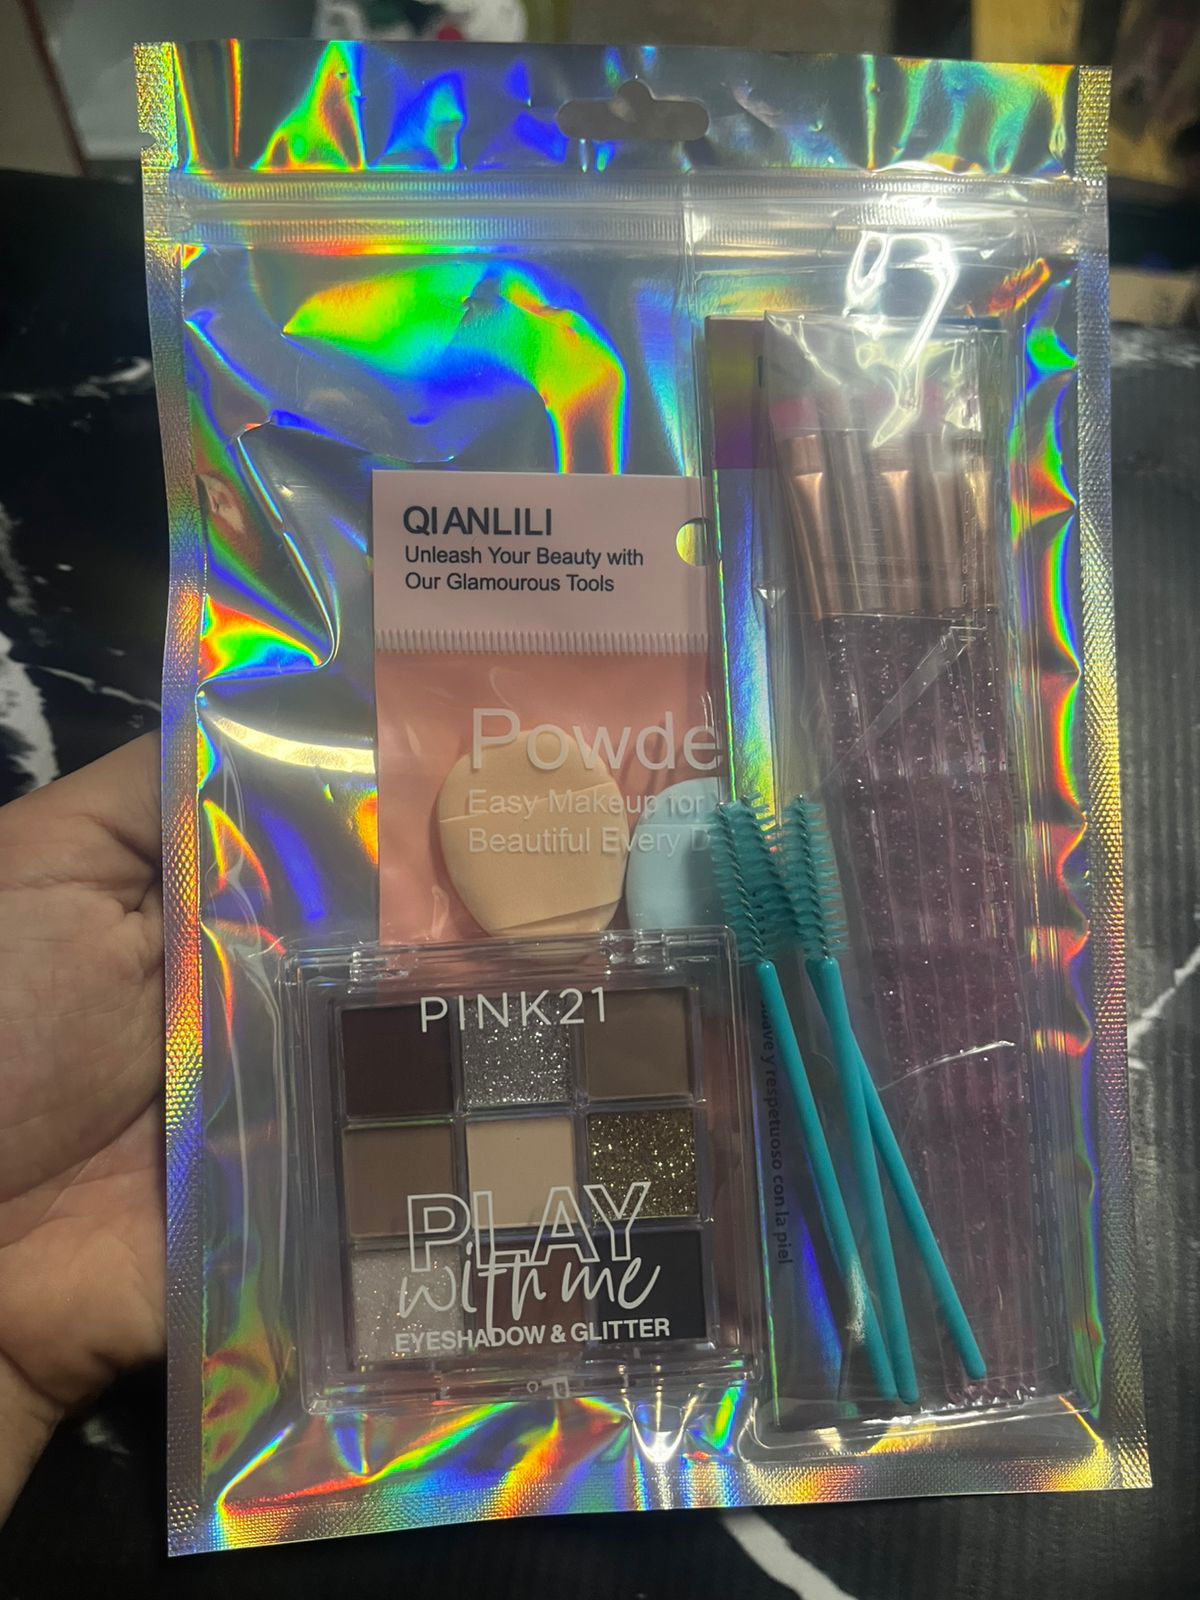 QIANLILI
Unleash Your Beauty with
Our Glamourous Tools
Powde
Easy Makeup for
Beautiful Every D
PINK21
PLAY
with me
EYESHADOW & GLITTER
suave y respetuoso con la piel